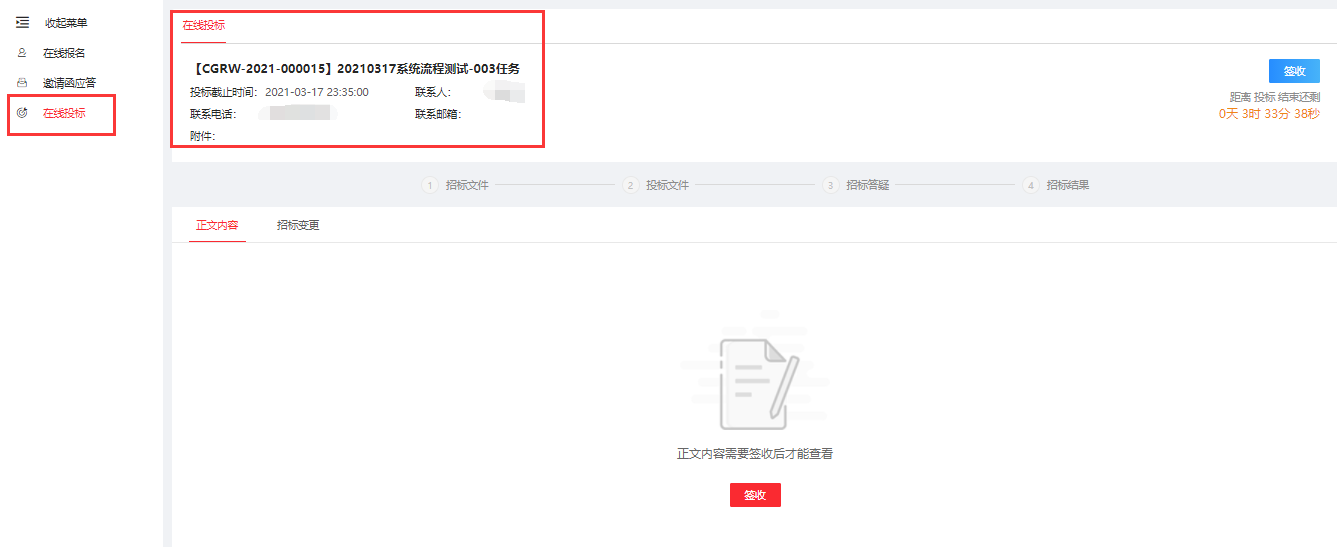 收起菜单
在线报名
邀请函应答
在线投标
在线投标
【CGRW-2021-000015】20210317系统流程测试-003任务
投标截止时间： 2021-03-17 23:35:00 联系人：
联系电话： 联系邮箱：
附件：
签收
距离 投标 结束还剩
0天 3时 33分 38秒
1 招标文件 2 投标文件 3 招标答疑 4 招标结果
正文内容 招标变更
正文内容需要签收后才能查看
签收